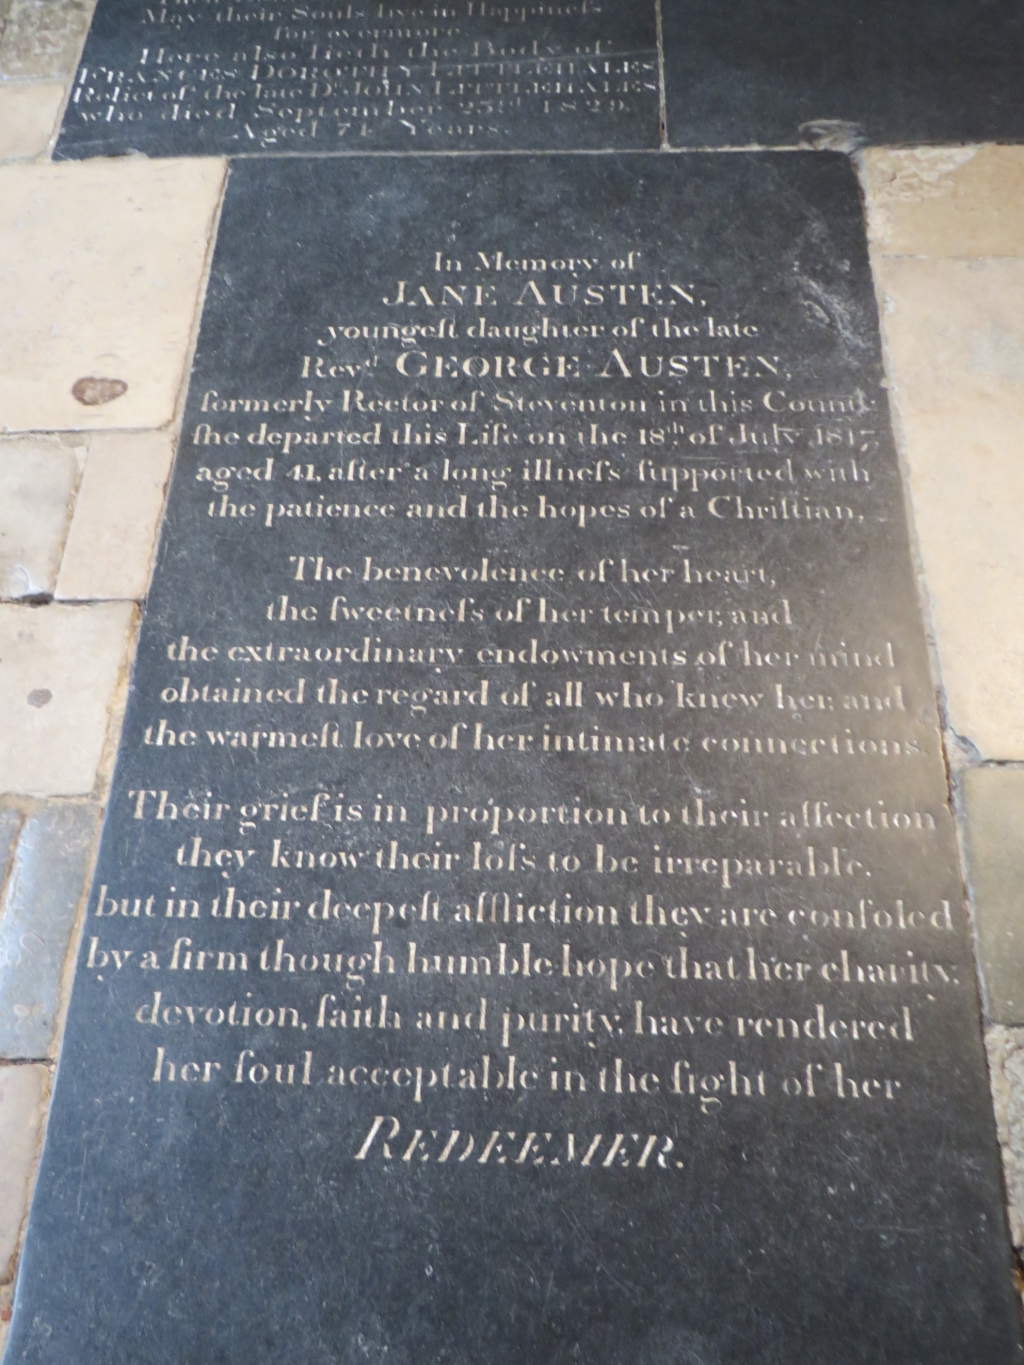 May their Souls live in Happineſs
for evermore
Here also lieth the Body of
FRANCES DOROTHY LITTLEHALES
Relict of the late Dr. JOHN LITTLEHALES
who died September 23rd 1829.
Aged 74 Years.
In Memory of
JANE AUSTEN,
youngeſt daughter of the late
Revd. GEORGE AUSTEN,
formerly Rector of Steventon in this County
ſhe departed this Life on the 18th of July 1817,
aged 41, after a long illneſs ſupported with
the patience and the hopes of a Chriſtian.
The benevolence of her heart,
the ſweetneſs of her temper, and
the extraordinary endowments of her mind
obtained the regard of all who knew her, and
the warmeſt love of her intimate connections.
Their grief is in proportion to their affection
they know their loſs to be irreparable,
but in their deepeſt affliction they are conſoled
by a firm though humble hope that her charity,
devotion, faith and purity, have rendered
her ſoul acceptable in the ſight of her
REDEEMER.